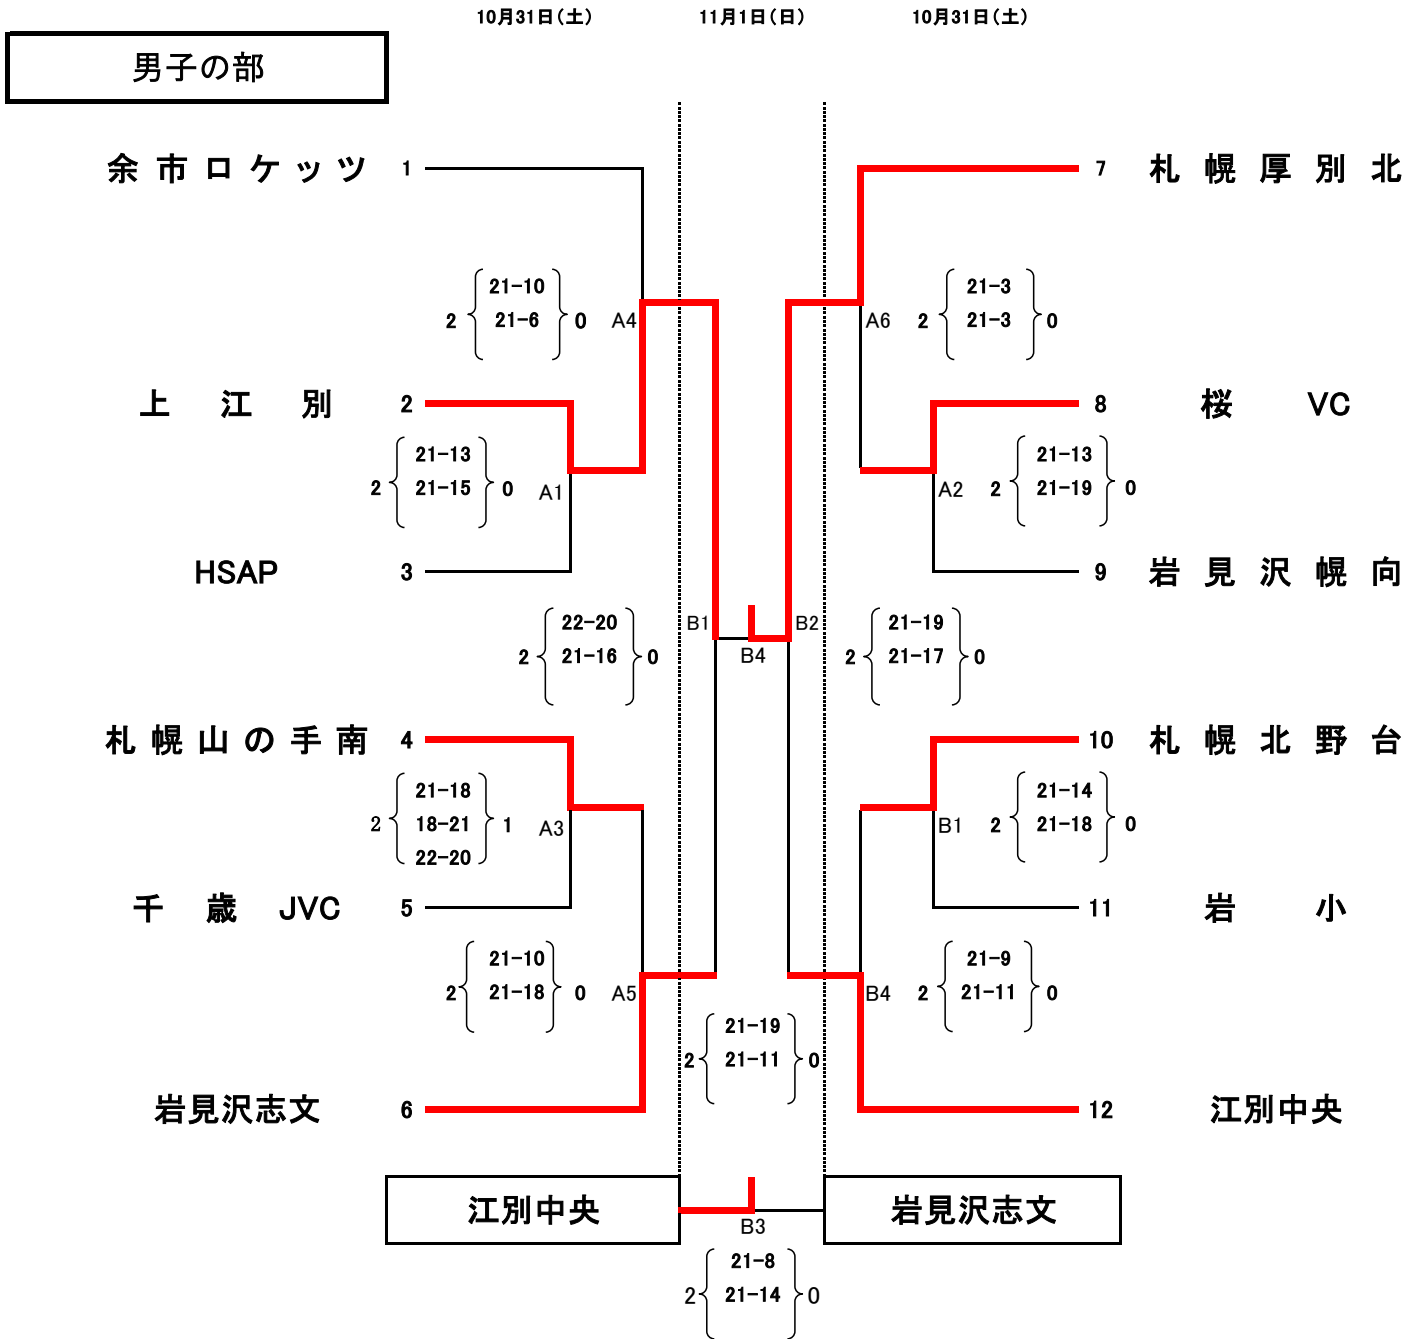 10月31日（土） 11月1日（日） 10月31日（土）
男子の部
余市ロケッツ 1 7 札幌厚別北
21-10 21-3
2 21-6 0 A4 A6 2 21-3 0
上江別 2 8 桜 VC
21-13 21-13
2 21-15 0 A1 A2 2 21-19 0
HSAP 3 9 岩見沢幌向
22-20 B1 B2 21-19
2 21-16 0 B4 2 21-17 0
札幌山の手南 4 10 札幌北野台
21-18 21-14
2 18-21 1 A3 B1 2 21-18 0
22-20
千歳 JVC 5 11 岩小
21-10 21-9
2 21-18 0 A5 B4 2 21-11 0
21-19
2 21-11 0
岩見沢志文 6 12 江別中央
江別中央 岩見沢志文
B3
21-8
2 21-14 0